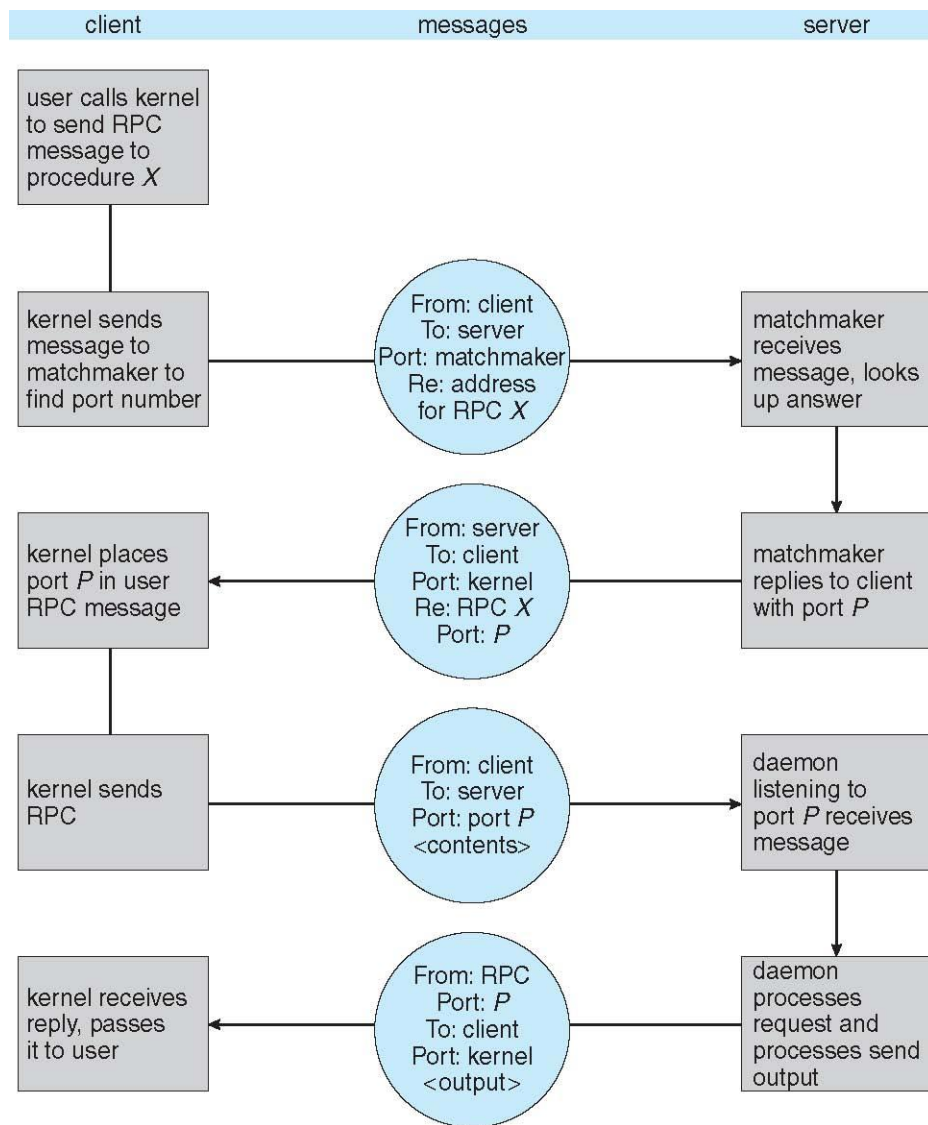 client
messages
server
user calls kernel
to send RPC
message to
procedure X
kernel sends
message to
matchmaker to
find port number
From: client
To: server
Port: matchmaker
Re: address
for RPC X
matchmaker
receives
message, looks
up answer
kernel places
port P in user
RPC message
From: server
To: client
Port: kernel
Re: RPC X
Port: P
matchmaker
replies to client
with port P
kernel sends
RPC
From: client
To: server
Port: port P
<contents>
daemon
listening to
port P receives
message
kernel receives
reply, passes
it to user
From: RPC
Port: P
To: client
Port: kernel
<output>
daemon
processes
request and
processes send
output